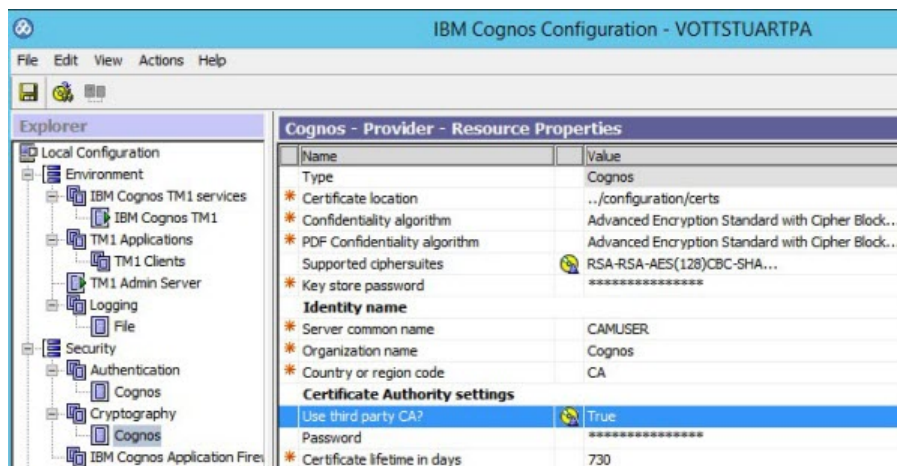 IBM Cognos Configuration - VOTTSTUARTPA
File Edit View Actions Help
Explorer
Local Configuration
Environment
IBM Cognos TM1 services
IBM Cognos TM1
TM1 Applications
TM1 Clients
TM1 Admin Server
Logging
File
Security
Authentication
Cognos
Cryptography
Cognos
IBM Cognos Application Firew
Cognos - Provider - Resource Properties
Name Value
Type Cognos
* Certificate location ../configuration/certs
* Confidentiality algorithm Advanced Encryption Standard with Cipher Block...
* PDF Confidentiality algorithm Advanced Encryption Standard with Cipher Block...
Supported ciphersuites RSA-RSA-AES(128)CBC-SHA...
* Key store password ***************
Identity name
* Server common name CAMUSER
* Organization name Cognos
* Country or region code CA
Certificate Authority settings
Use third party CA? True
Password ***************
* Certificate lifetime in days 730